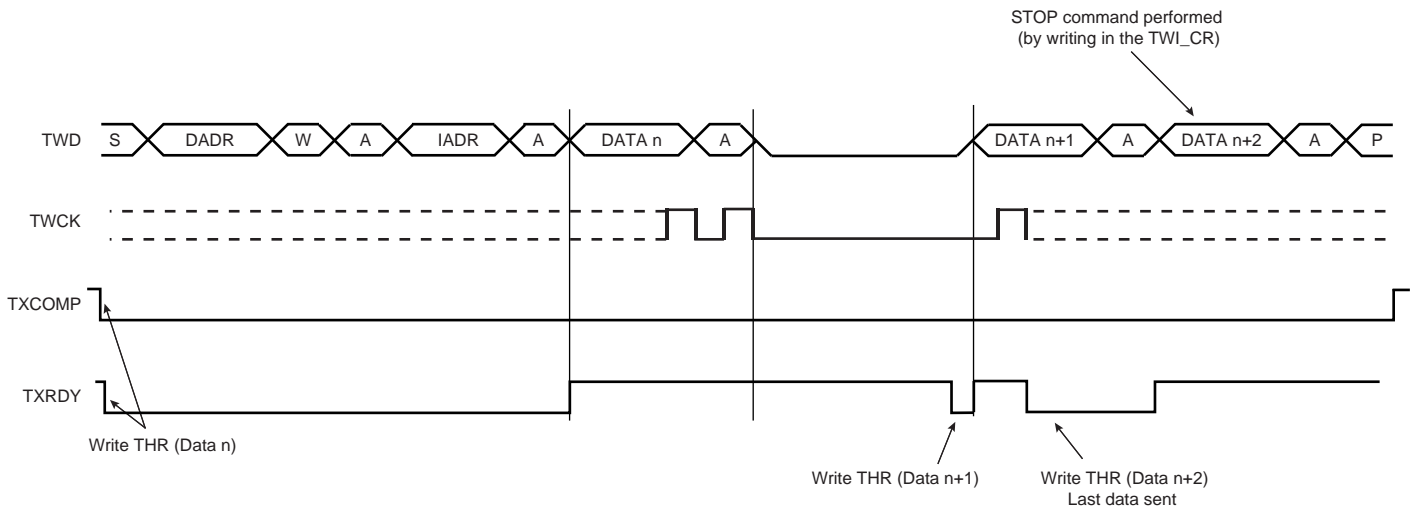 STOP command performed
(by writing in the TWI_CR)
TWD S DADR W A IADR A DATA n A DATA n+1 A DATA n+2 A P
TWCK
TXCOMP
TXRDY
Write THR (Data n)
Write THR (Data n+1)
Write THR (Data n+2)
Last data sent